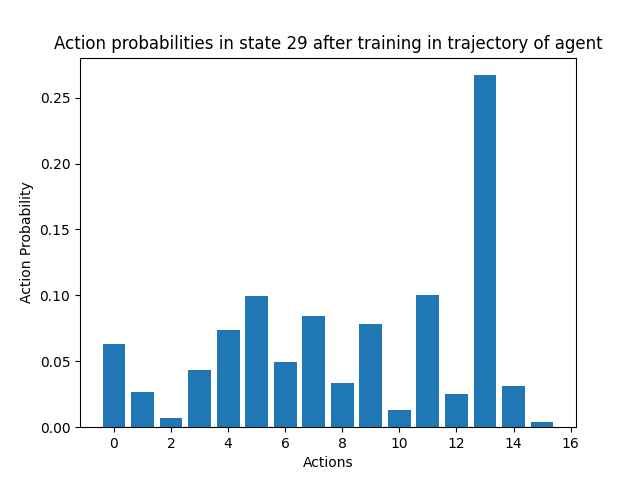 Action probabilities in state 29 after training in trajectory of agent
0.25
0.20
0.15
0.10
0.05
0.00
Action Probability
0 2 4 6 8 10 12 14 16
Actions